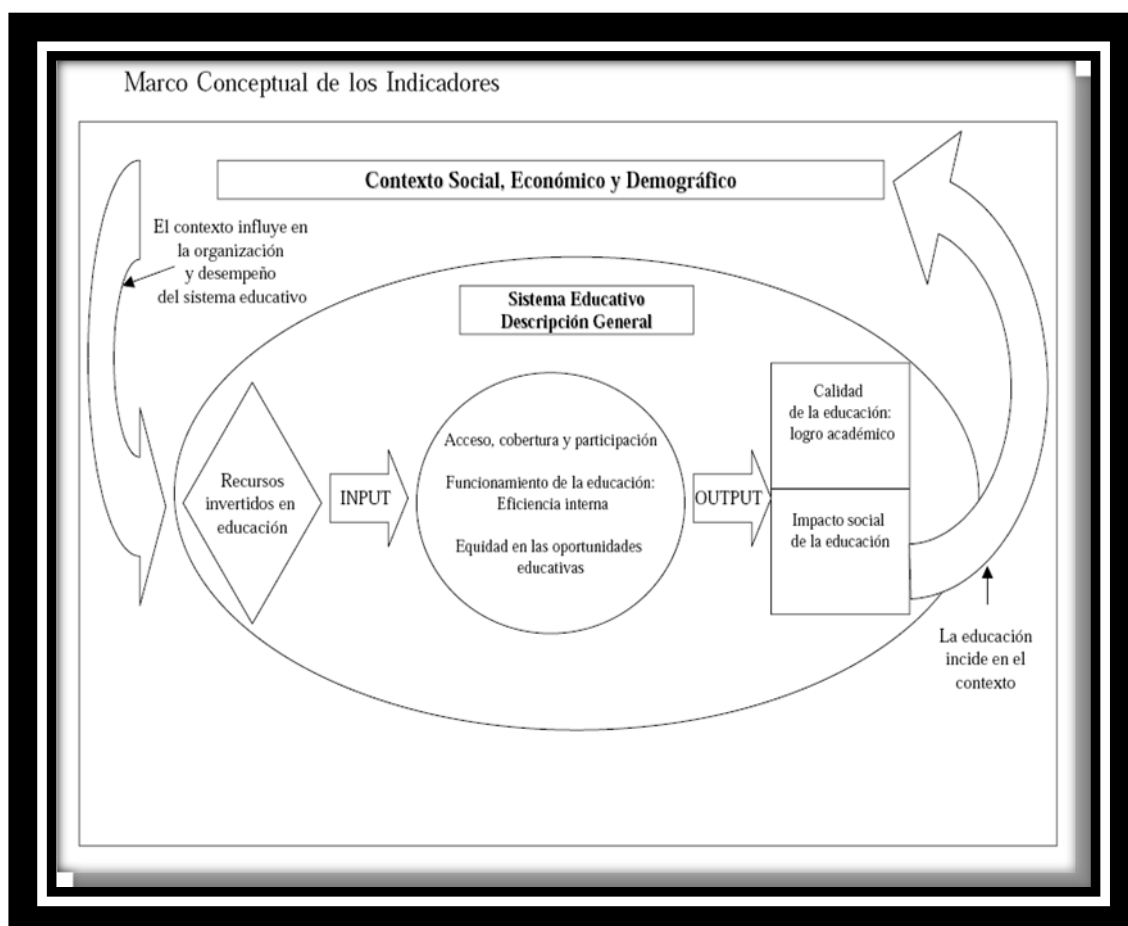 Marco Conceptual de los Indicadores
Contexto Social, Económico y Demográfico
El contexto influye en
la organización
y desempeño
del sistema educativo
Sistema Educativo
Descripción General
Recursos
invertidos en
educación
INPUT
Acceso, cobertura y participación
Funcionamiento de la educación:
Eficiencia interna
Equidad en las oportunidades
educativas
OUTPUT
Calidad
de la educación:
logro académico
Impacto social
de la educación
La educación
incide en el
contexto